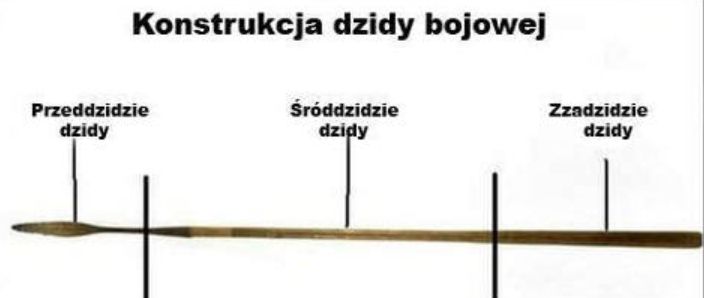 Konstrukcja dzidy bojowej
Przeddzidzie
dzidy
Śróddzidzie
dzidy
Zzadzidzie
dzidy